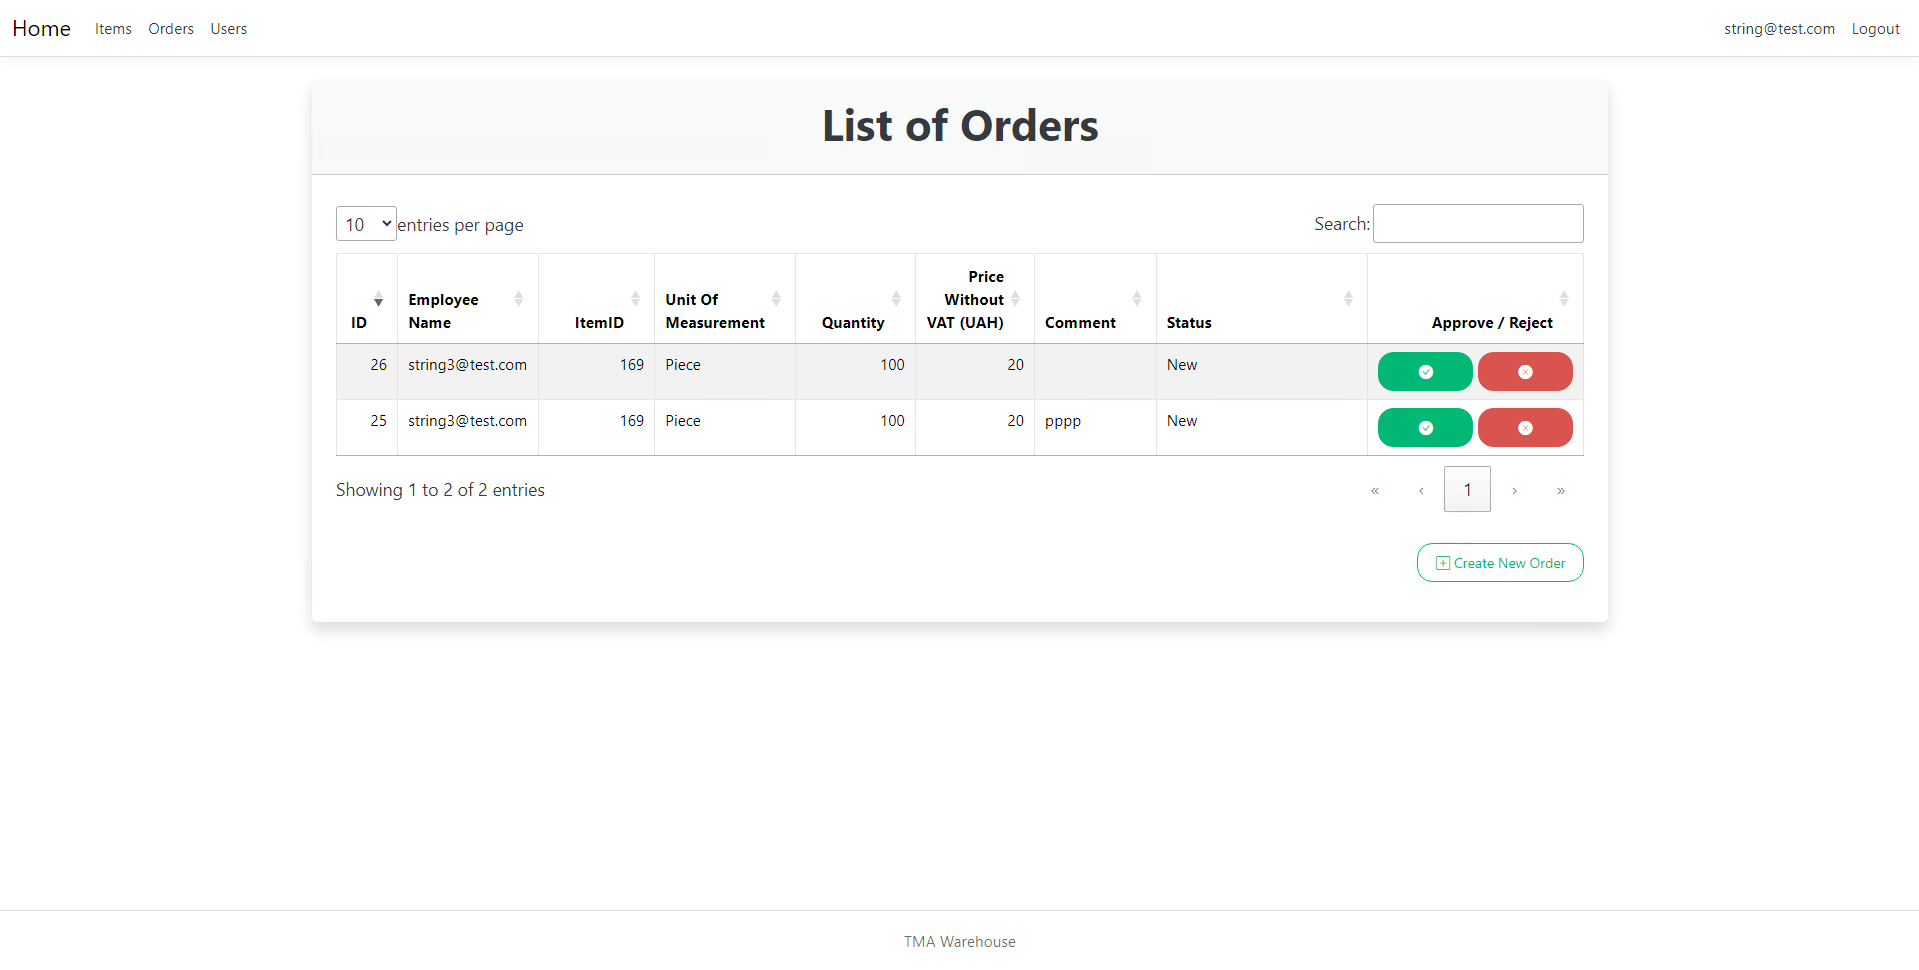 Home Items Orders Users string@test.com Logout
List of Orders
10 entries per page Search:
ID Employee Name ItemID Unit Of Measurement Quantity Price Without VAT (UAH) Comment Status Approve / Reject
26 string3@test.com 169 Piece 100 20 New
25 string3@test.com 169 Piece 100 20 pppp New
Showing 1 to 2 of 2 entries « ‹ 1 › »
Create New Order
TMA Warehouse